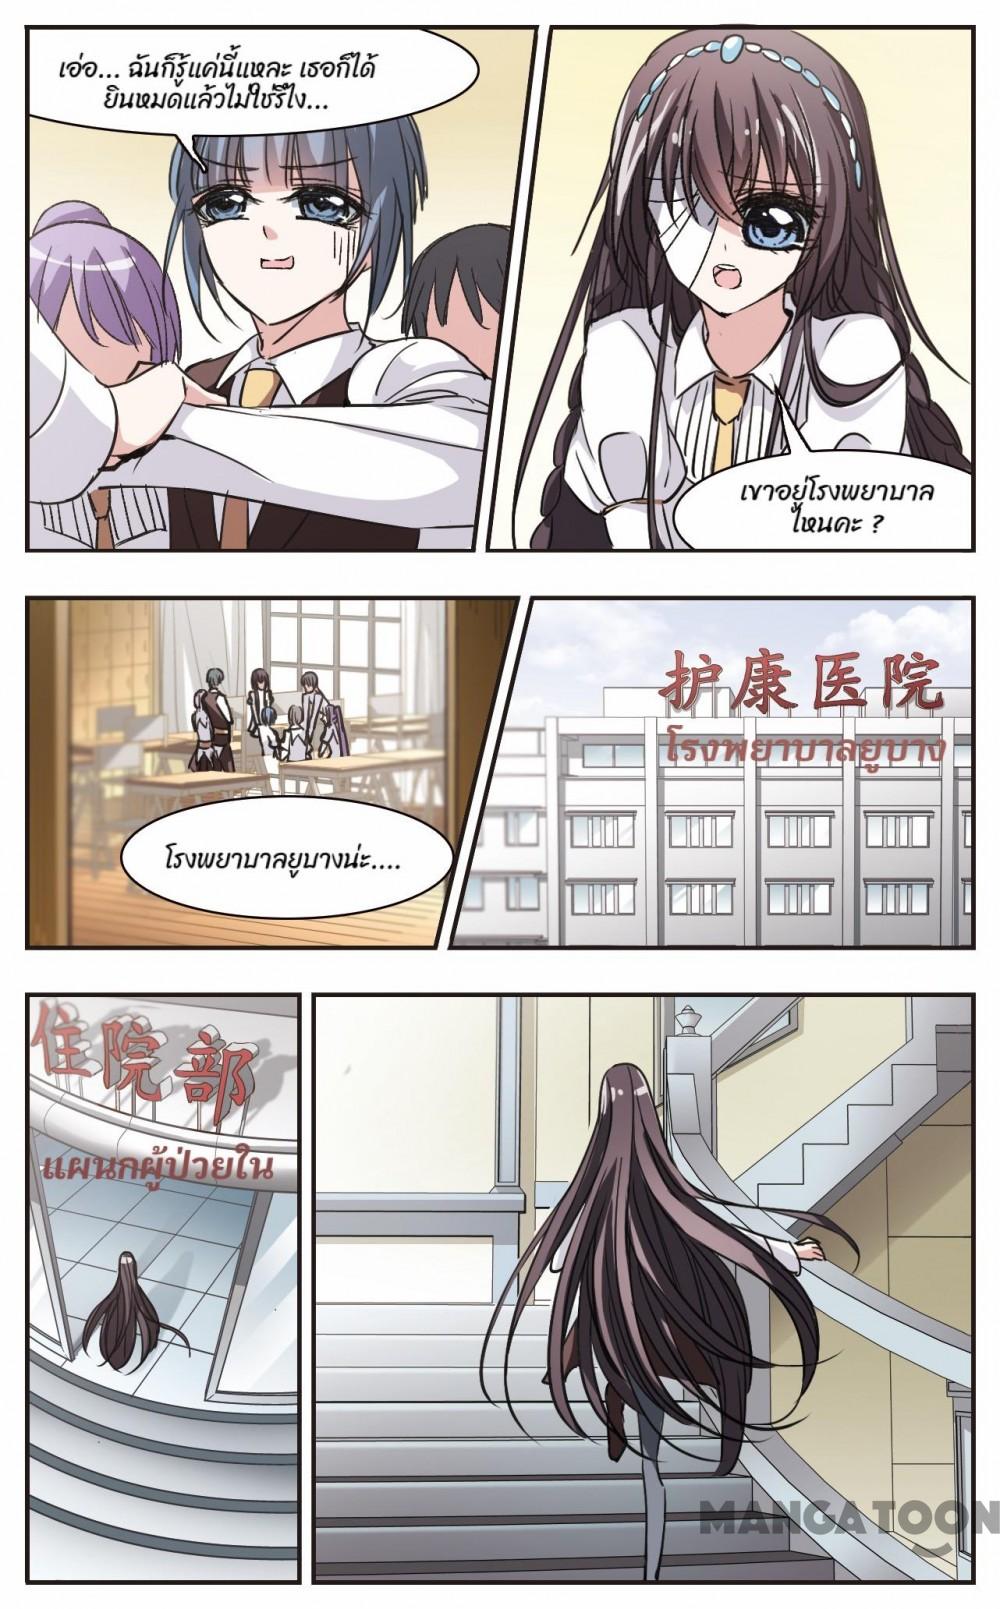 เอ่อ... ฉันก็รู้แค่นี้แหละ เธอก็ได้
ยินหมดแล้วไม่ใช่รึไง...
เขาอยู่โรงพยาบาล
ไหนคะ ?
护康医院
โรงพยาบาลยูบาง
โรงพยาบาลยูบางน่ะ....
住院部
แผนกผู้ป่วยใน
MANGATOON